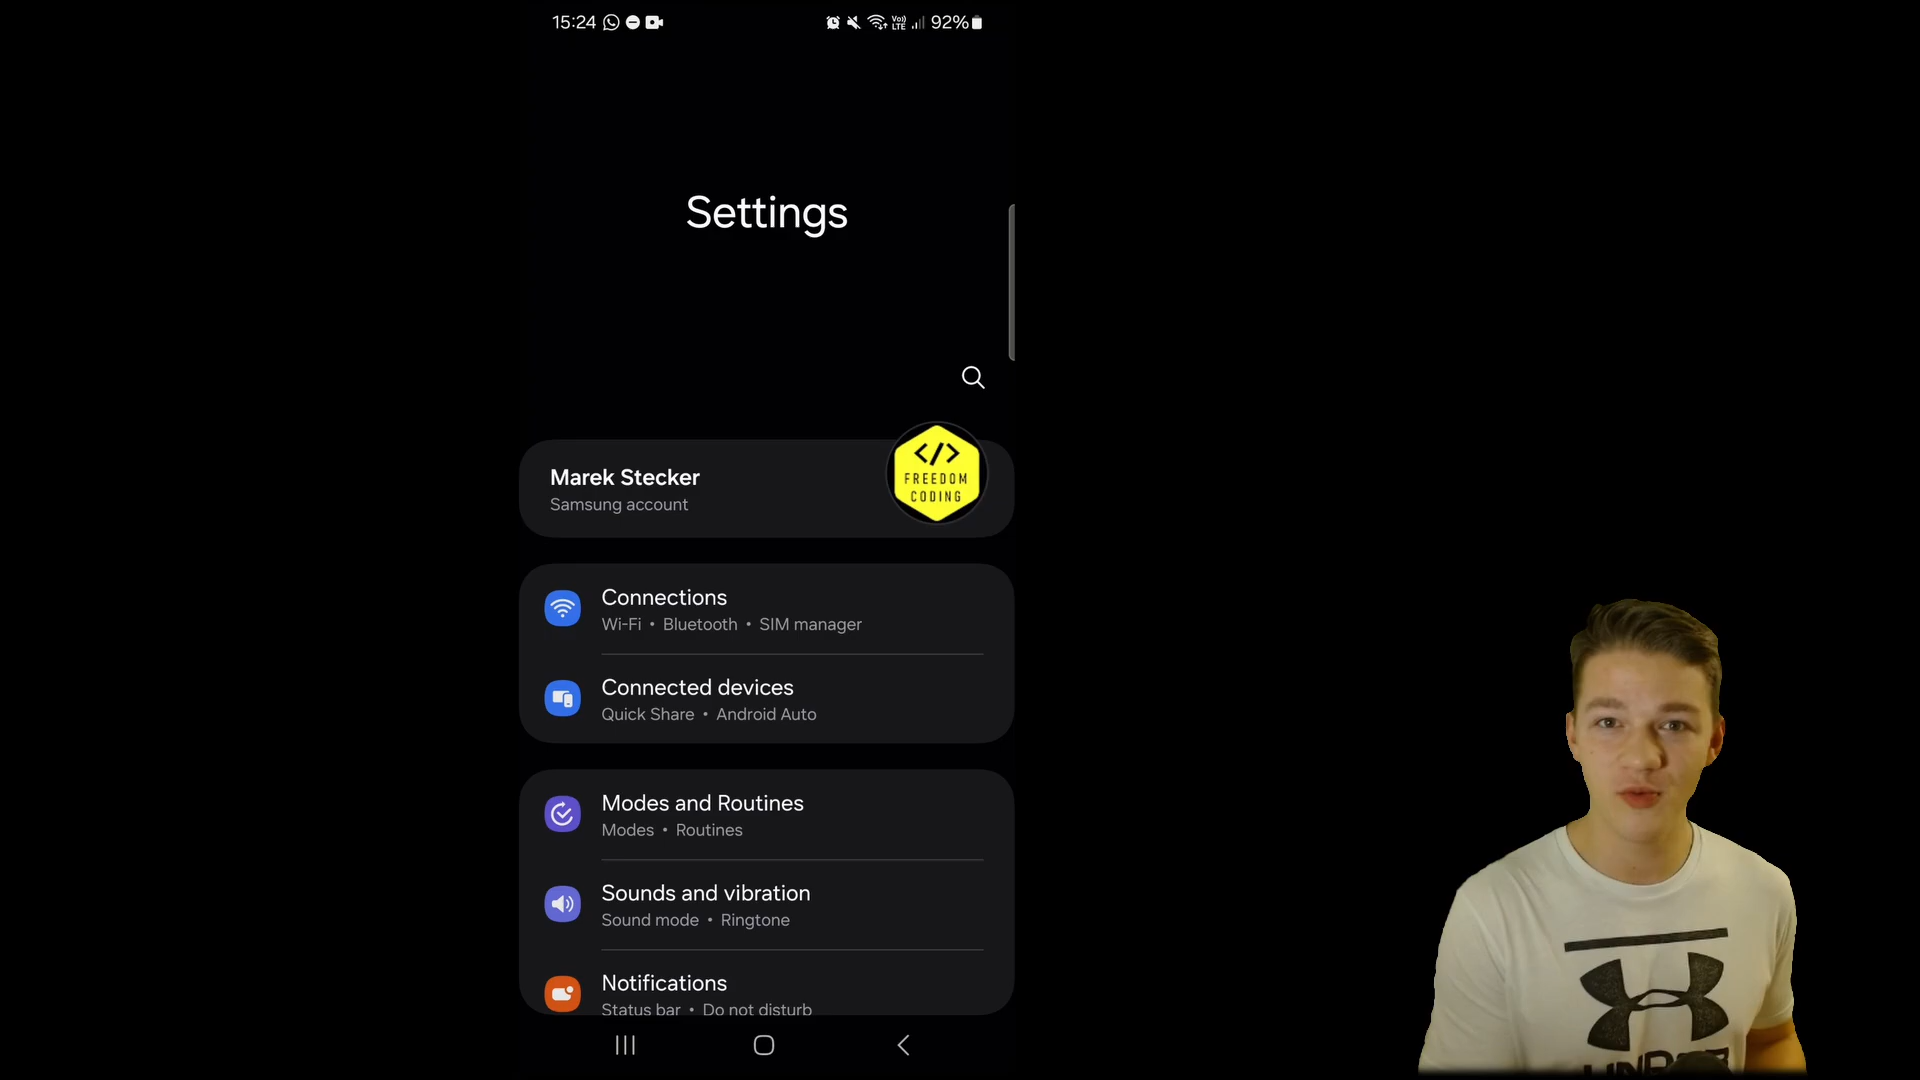 15:24
Vo)) LTE
92%
Settings
Marek Stecker
Samsung account
</>
FREEDOM
CODING
Connections
Wi-Fi • Bluetooth • SIM manager
Connected devices
Quick Share • Android Auto
Modes and Routines
Modes • Routines
Sounds and vibration
Sound mode • Ringtone
Notifications
Status bar • Do not disturb